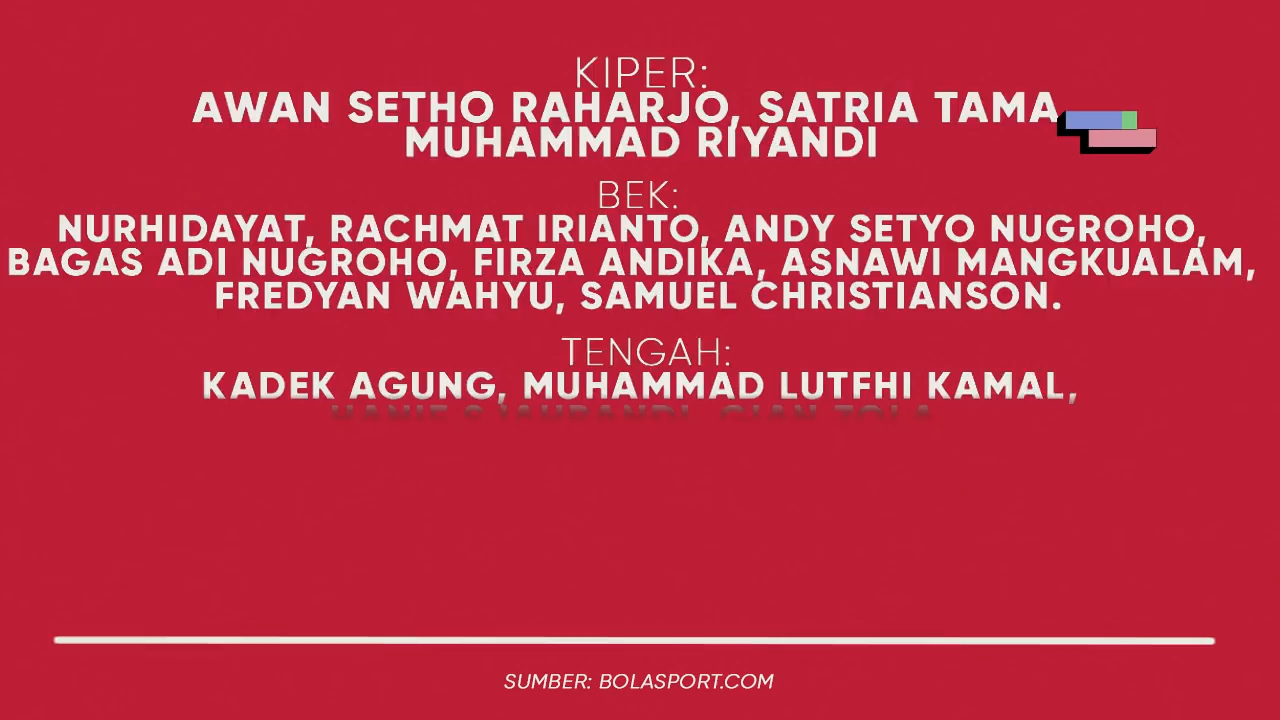 KIPER:
AWAN SETHO RAHARJO, SATRIA TAMA
MUHAMMAD RIYANDI
BEK:
NURHIDAYAT, RACHMAT IRIANTO, ANDY SETYO NUGROHO,
BAGAS ADI NUGROHO, FIRZA ANDIKA, ASNAWI MANGKUALAM,
FREDYAN WAHYU, SAMUEL CHRISTIANSON.
TENGAH:
KADEK AGUNG, MUHAMMAD LUTFHI KAMAL,
SUMBER: BOLASPORT.COM